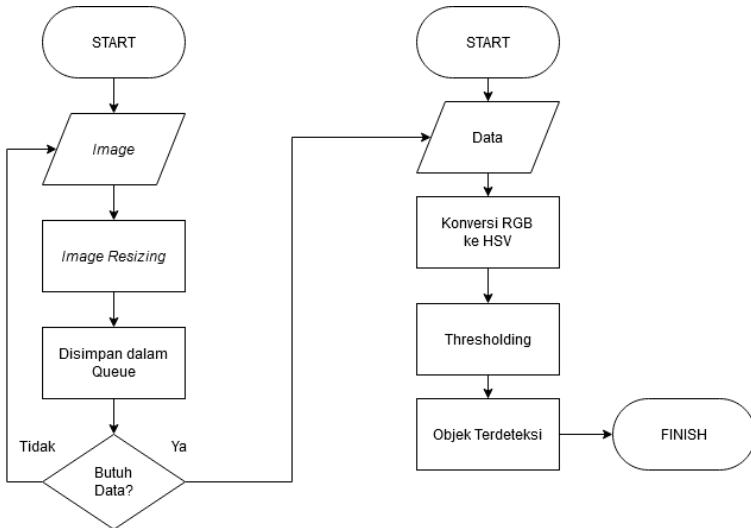 START
Image
Image Resizing
Disimpan dalam
Queue
Tidak
Ya
Butuh
Data?
START
Data
Konversi RGB
ke HSV
Thresholding
Objek Terdeteksi
FINISH